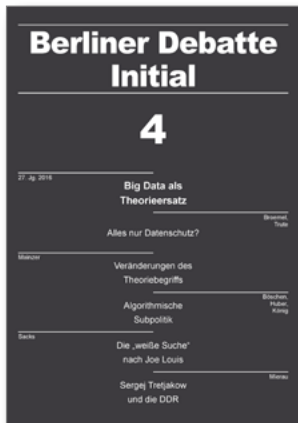 Berliner Debatte
Initial
4
27. Jg. 2016
Big Data als
Theorieersatz
Broemel,
Trute
Alles nur Datenschutz?
Mainzer
Veränderungen des
Theoriebegriffs
Böschen,
Huber,
König
Algorithmische
Subpolitik
Sachs
Die „weiße Suche“
nach Joe Louis
Mierau
Sergej Tretjakow
und die DDR